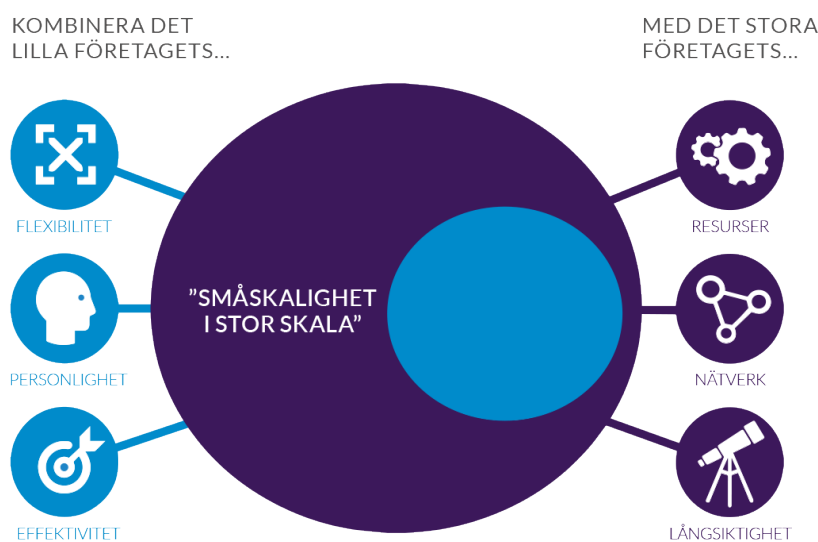 KOMBINERA DET
LILLA FÖRETAGETS...
MED DET STORA
FÖRETAGETS...
FLEXIBILITET
PERSONLIGHET
EFFEKTIVITET
”SMÅSKALIGHET
I STOR SKALA”
RESURSER
NÄTVERK
LÅNGSIKTIGHET